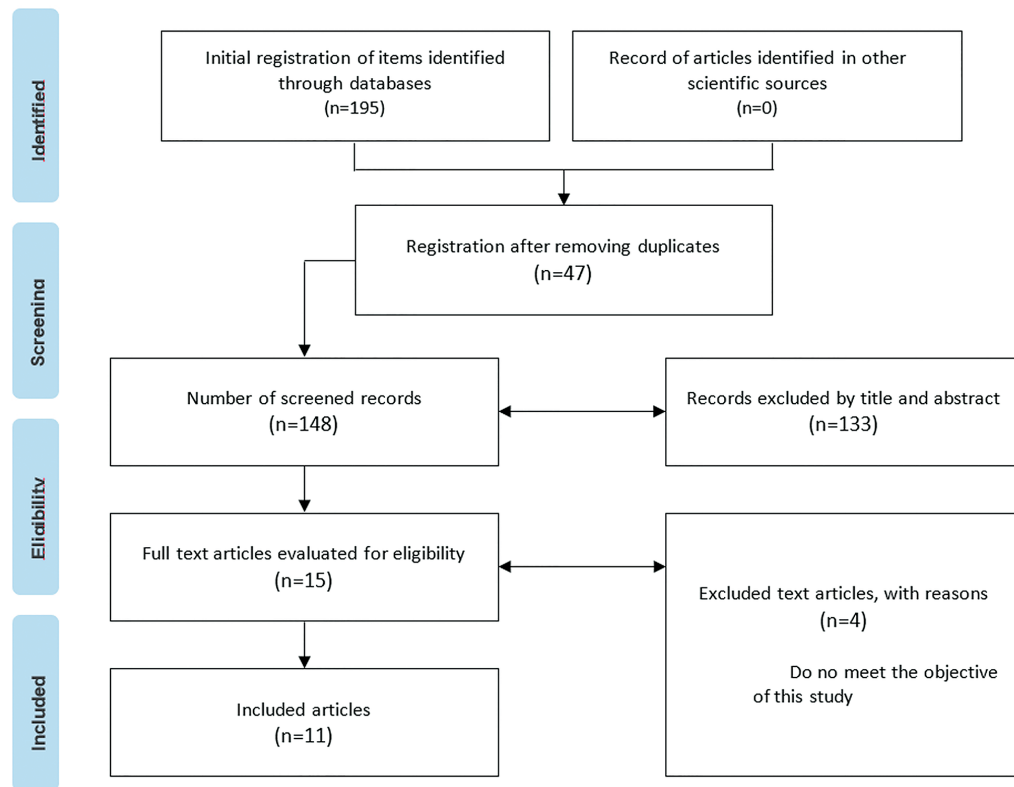 Identified
Initial registration of items identified
through databases
(n=195)
Record of articles identified in other
scientific sources
(n=0)
Screening
Registration after removing duplicates
(n=47)
Number of screened records
(n=148)
Records excluded by title and abstract
(n=133)
Eligibility
Full text articles evaluated for eligibility
(n=15)
Excluded text articles, with reasons
(n=4)
Do no meet the objective
of this study
Included
Included articles
(n=11)